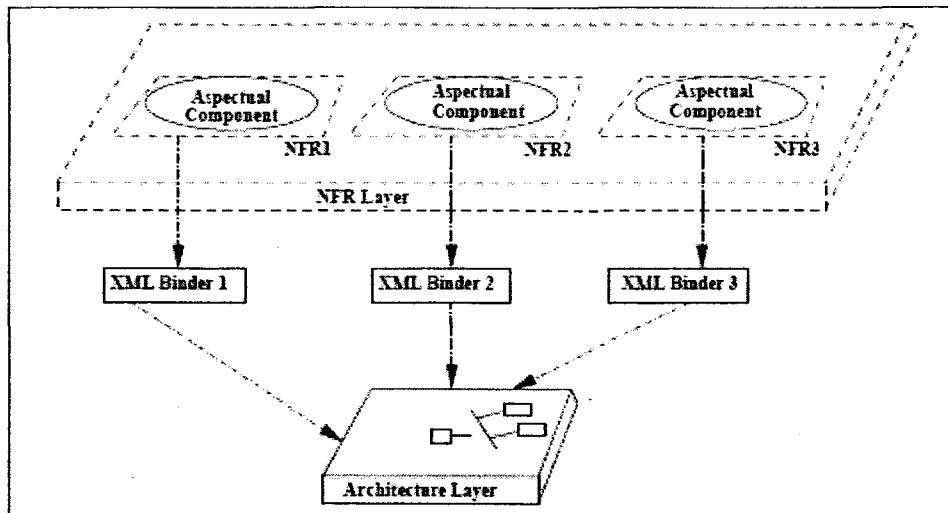 Aspectual
Component
Aspectual
Component
Aspectual
Component
NFR1
NFR2
NFR3
NFR Layer
XML Binder 1
XML Binder 2
XML Binder 3
Architecture Layer